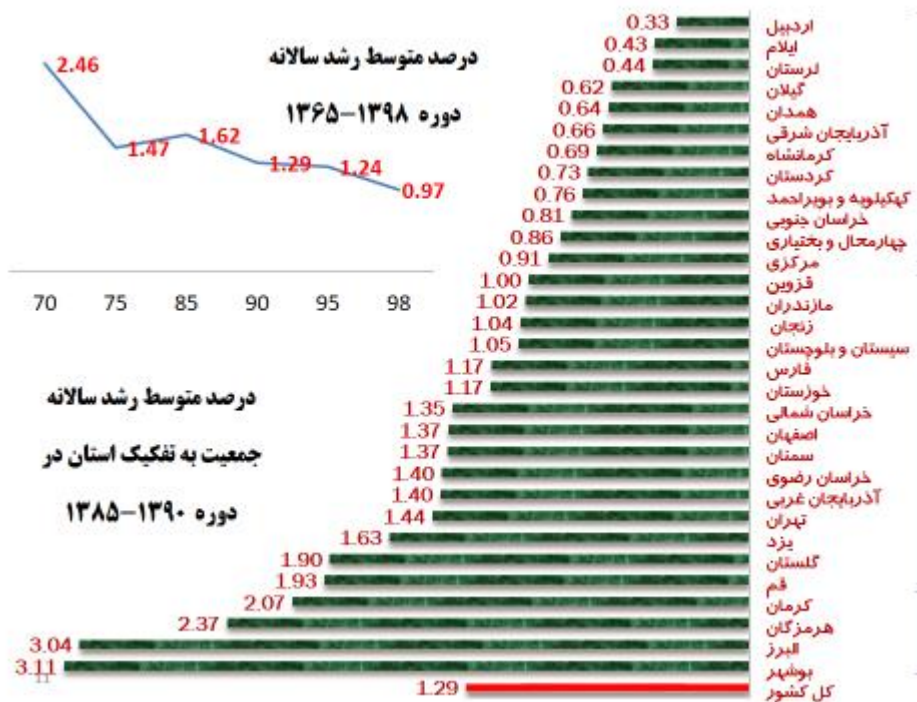 درصد متوسط رشد سالانه
دوره ۱۳۹۸-۱۳۶۵
2.46
1.47
1.62
1.29
1.24
0.97
70 75 85 90 95 98
درصد متوسط رشد سالانه
جمعیت به تفکیک استان در
دوره ۱۳۹۰-۱۳۸۵
اردبیل 0.33
ایلام 0.43
لرستان 0.44
گیلان 0.62
همدان 0.64
آذربایجان شرقی 0.66
کرمانشاه 0.69
کردستان 0.73
کهکیلویه و بویراحمد 0.76
خراسان جنوبی 0.81
چهارمحال و بختیاری 0.86
مرکزی 0.91
قزوین 1.00
مازندران 1.02
زنجان 1.04
سیستان و بلوچستان 1.05
فارس 1.17
خوزستان 1.17
خراسان شمالی 1.35
اصفهان 1.37
سمنان 1.37
خراسان رضوی 1.40
آذربایجان غربی 1.40
تهران 1.44
یزد 1.63
گلستان 1.90
قم 1.93
کرمان 2.07
هرمزگان 2.37
البرز 3.04
بوشهر 3.11
کل کشور 1.29
11